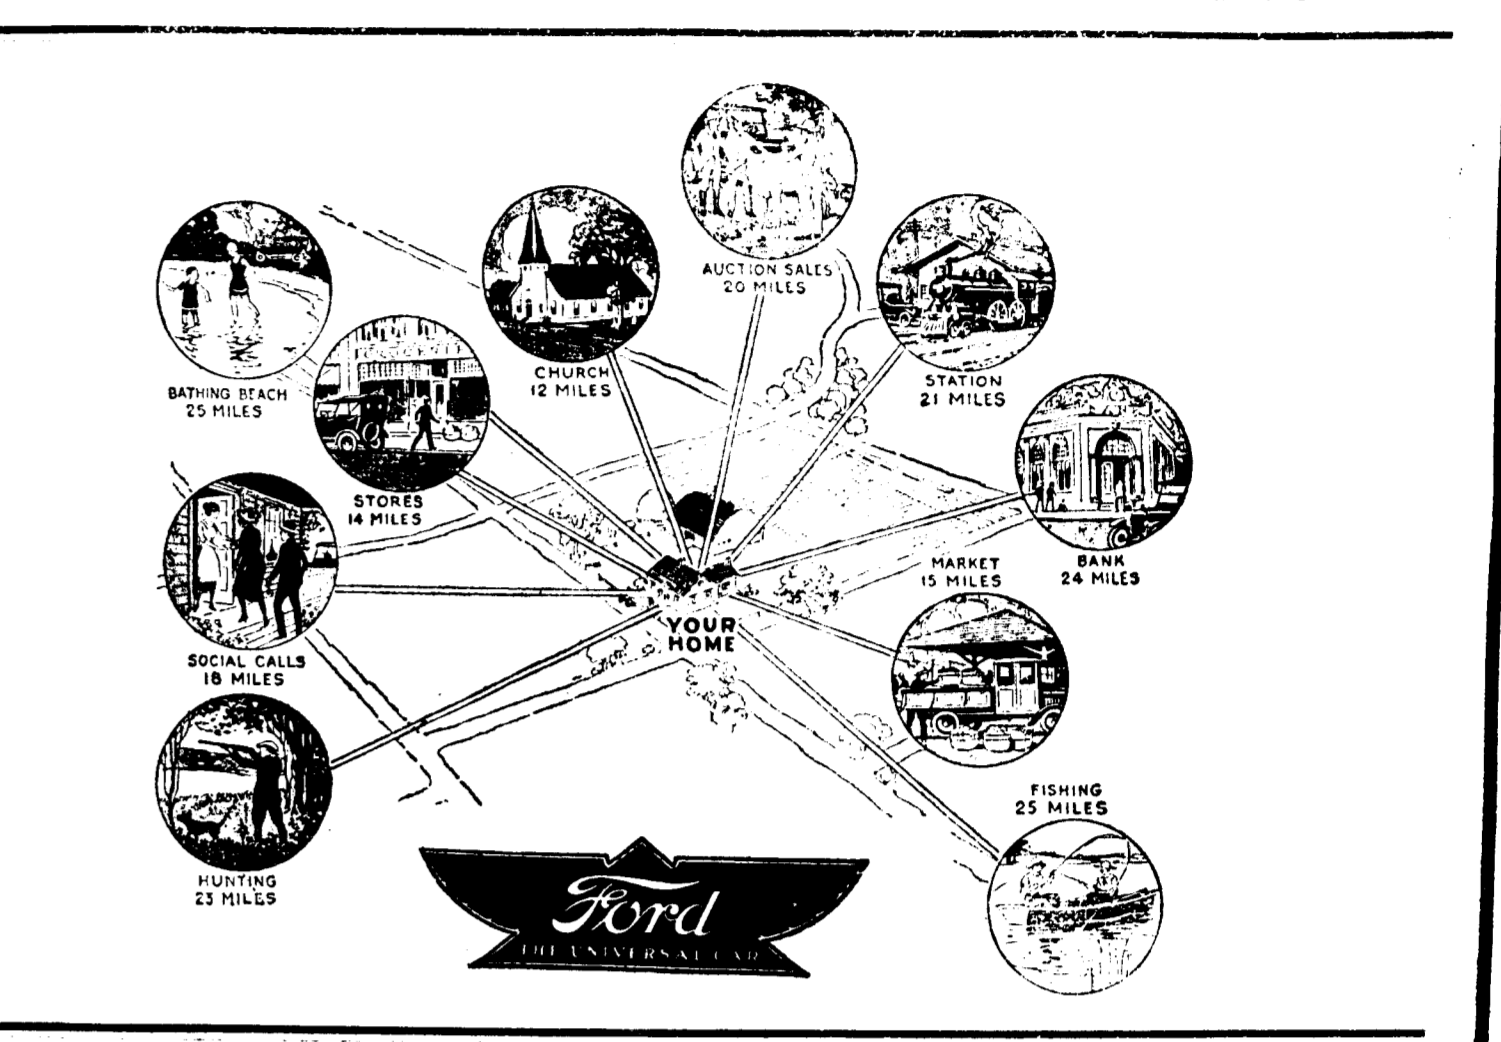 AUCTION SALES
20 MILES
CHURCH
12 MILES
STATION
21 MILES
BATHING BEACH
25 MILES
STORES
14 MILES
BANK
24 MILES
MARKET
15 MILES
YOUR
HOME
SOCIAL CALLS
18 MILES
FISHING
25 MILES
HUNTING
23 MILES
Ford
THE UNIVERSAL CAR